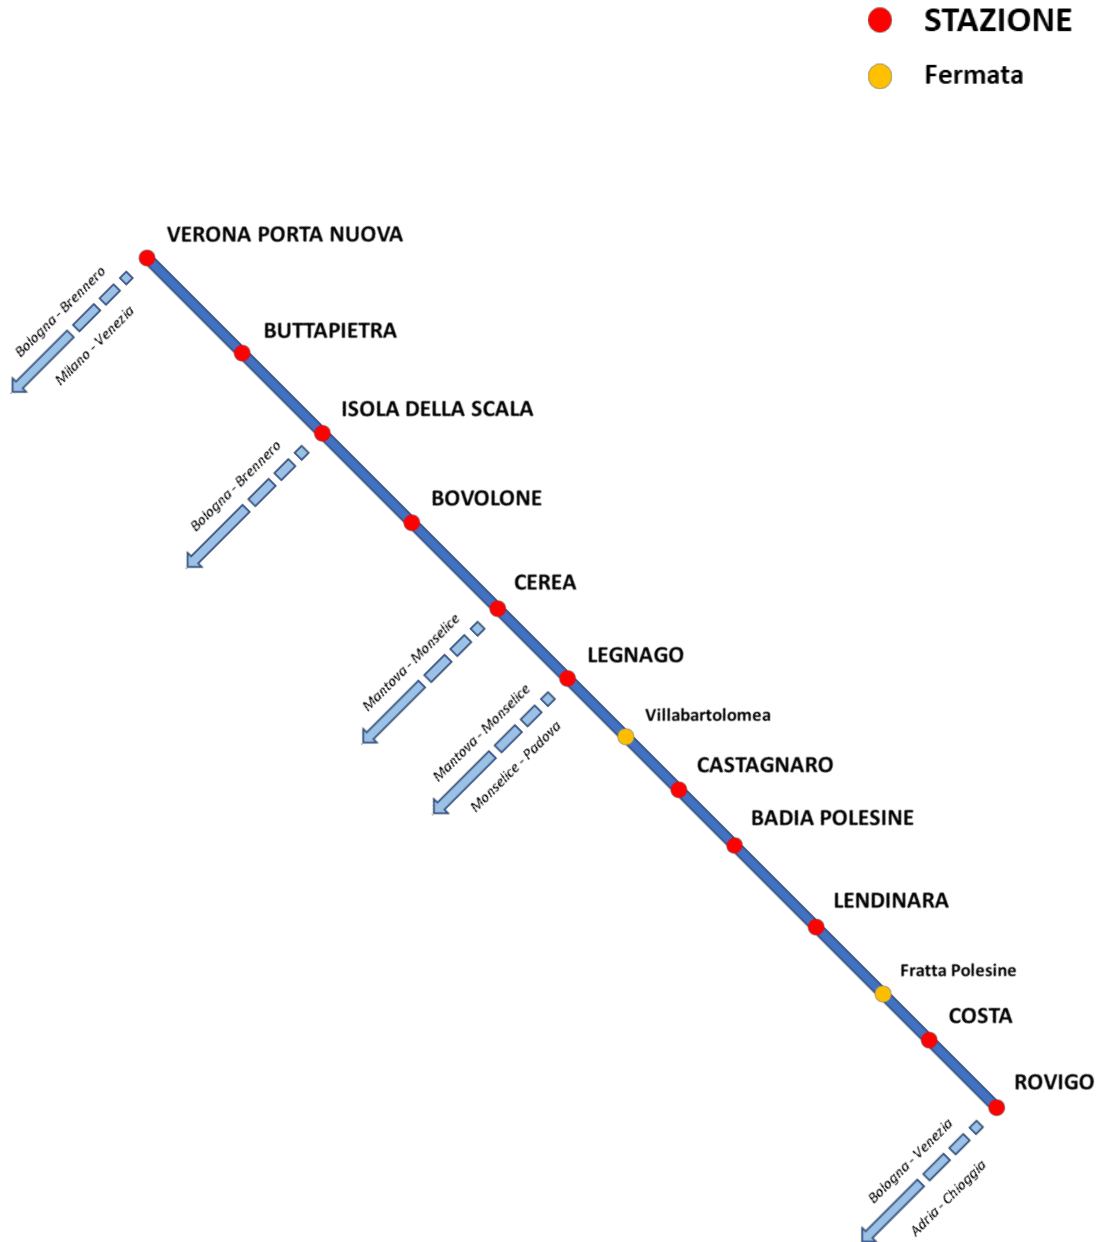 STAZIONE
Fermata
VERONA PORTA NUOVA
Bologna - Brennero
Milano - Venezia
BUTTAPIETRA
ISOLA DELLA SCALA
Bologna - Brennero
BOVOLONE
CEREA
Mantova - Monselice
LEGNAGO
Mantova - Monselice
Monselice - Padova
Villabartolomea
CASTAGNARO
BADIA POLESINE
LENDINARA
Fratta Polesine
COSTA
ROVIGO
Bologna - Venezia
Adria - Chioggia